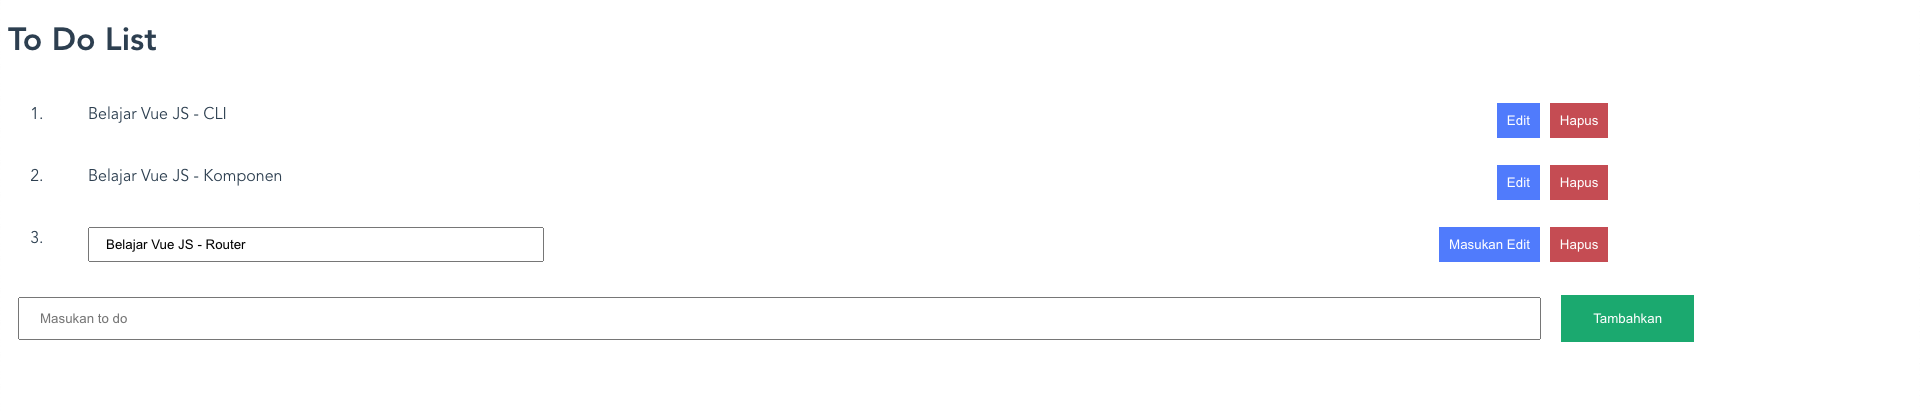 To Do List
1. Belajar Vue JS - CLI Edit Hapus
2. Belajar Vue JS - Komponen Edit Hapus
3. Belajar Vue JS - Router Masukan Edit Hapus
Masukan to do Tambahkan